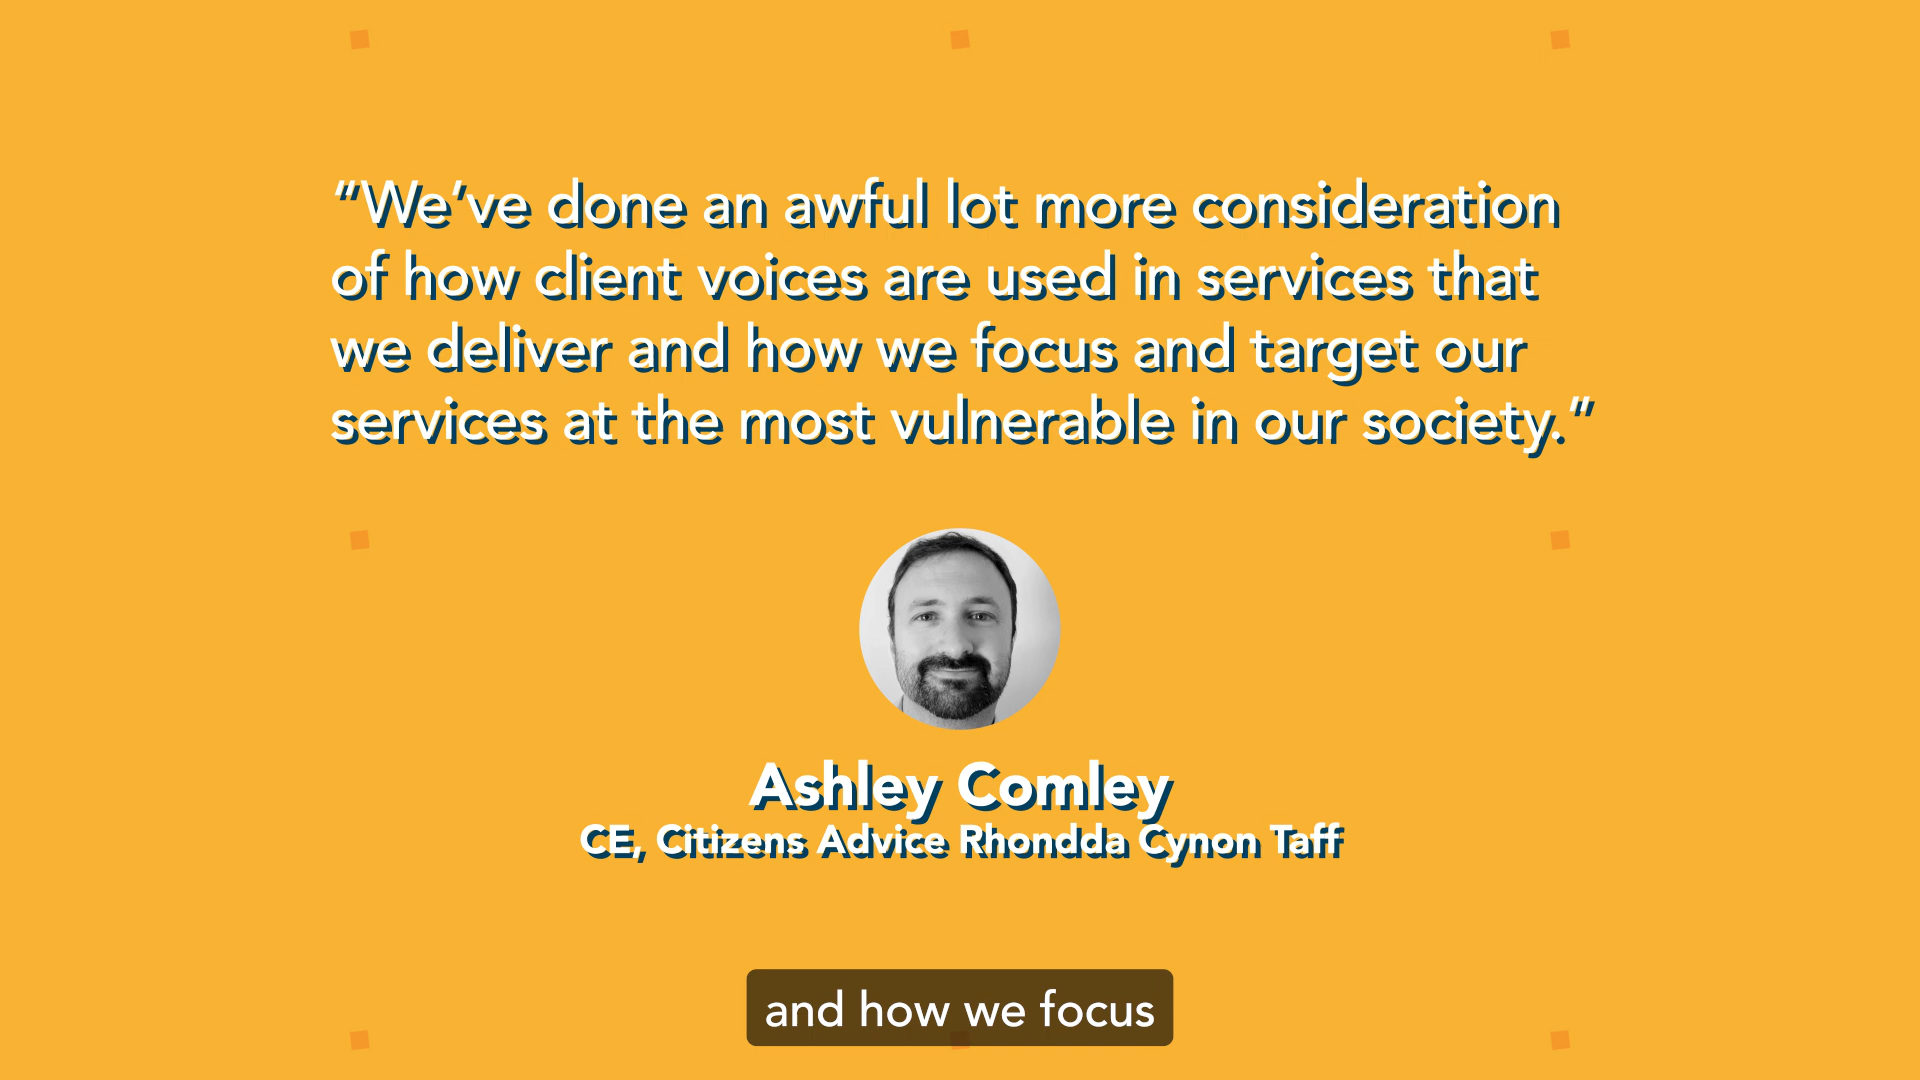 “We’ve done an awful lot more consideration
of how client voices are used in services that
we deliver and how we focus and target our
services at the most vulnerable in our society.”
Ashley Comley
CE, Citizens Advice Rhondda Cynon Taff
and how we focus